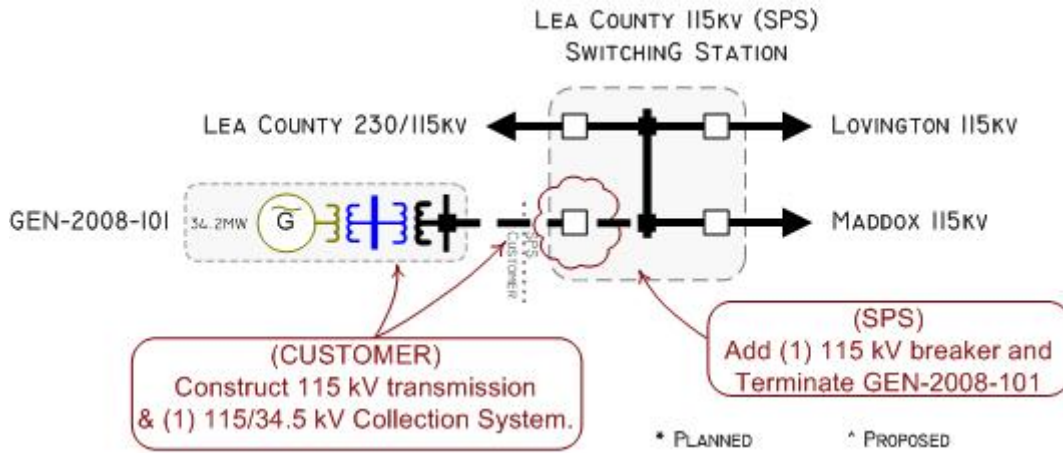 LEA COUNTY 115KV (SPS)
SWITCHING STATION
LEA COUNTY 230/115KV
LOVINGTON 115KV
GEN-2008-101
34.2MW
G
MADDOX 115KV
SPS
CUSTOMER
(CUSTOMER)
Construct 115 kV transmission
& (1) 115/34.5 kV Collection System.
(SPS)
Add (1) 115 kV breaker and
Terminate GEN-2008-101
* PLANNED
^ PROPOSED